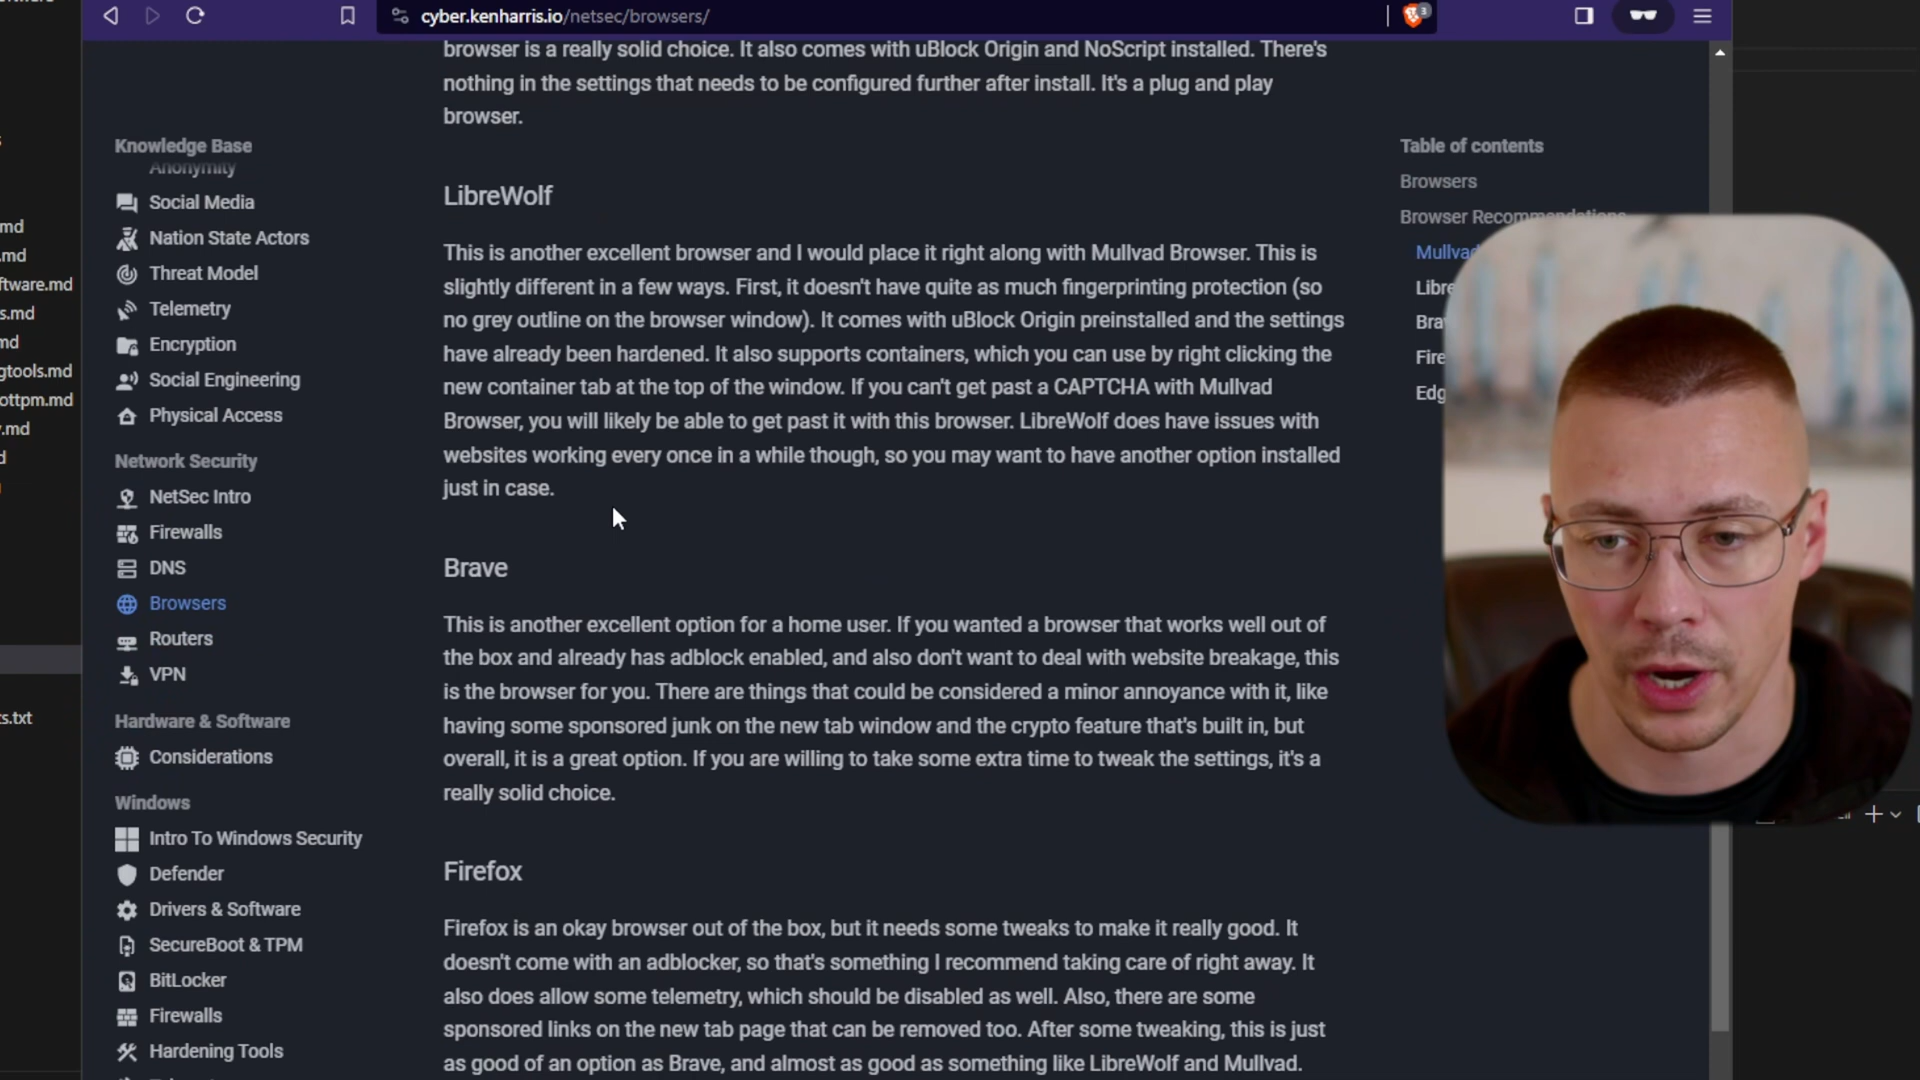 cyber.kenharris.io/netsec/browsers/
3
md
.md
ftware.md
s.md
md
gtools.md
ottpm.md
.md
s.txt
Knowledge Base
Anonymity
Social Media
Nation State Actors
Threat Model
Telemetry
Encryption
Social Engineering
Physical Access
Network Security
NetSec Intro
Firewalls
DNS
Browsers
Routers
VPN
Hardware & Software
Considerations
Windows
Intro To Windows Security
Defender
Drivers & Software
SecureBoot & TPM
BitLocker
Firewalls
Hardening Tools
browser is a really solid choice. It also comes with uBlock Origin and NoScript installed. There's
nothing in the settings that needs to be configured further after install. It's a plug and play
browser.
LibreWolf
This is another excellent browser and I would place it right along with Mullvad Browser. This is
slightly different in a few ways. First, it doesn't have quite as much fingerprinting protection (so
no grey outline on the browser window). It comes with uBlock Origin preinstalled and the settings
have already been hardened. It also supports containers, which you can use by right clicking the
new container tab at the top of the window. If you can't get past a CAPTCHA with Mullvad
Browser, you will likely be able to get past it with this browser. LibreWolf does have issues with
websites working every once in a while though, so you may want to have another option installed
just in case.
Brave
This is another excellent option for a home user. If you wanted a browser that works well out of
the box and already has adblock enabled, and also don't want to deal with website breakage, this
is the browser for you. There are things that could be considered a minor annoyance with it, like
having some sponsored junk on the new tab window and the crypto feature that's built in, but
overall, it is a great option. If you are willing to take some extra time to tweak the settings, it's a
really solid choice.
Firefox
Firefox is an okay browser out of the box, but it needs some tweaks to make it really good. It
doesn't come with an adblocker, so that's something I recommend taking care of right away. It
also does allow some telemetry, which should be disabled as well. Also, there are some
sponsored links on the new tab page that can be removed too. After some tweaking, this is just
as good of an option as Brave, and almost as good as something like LibreWolf and Mullvad.
Table of contents
Browsers
Browser Recommendations
Mullvad
Libre
Bra
Fire
Edg